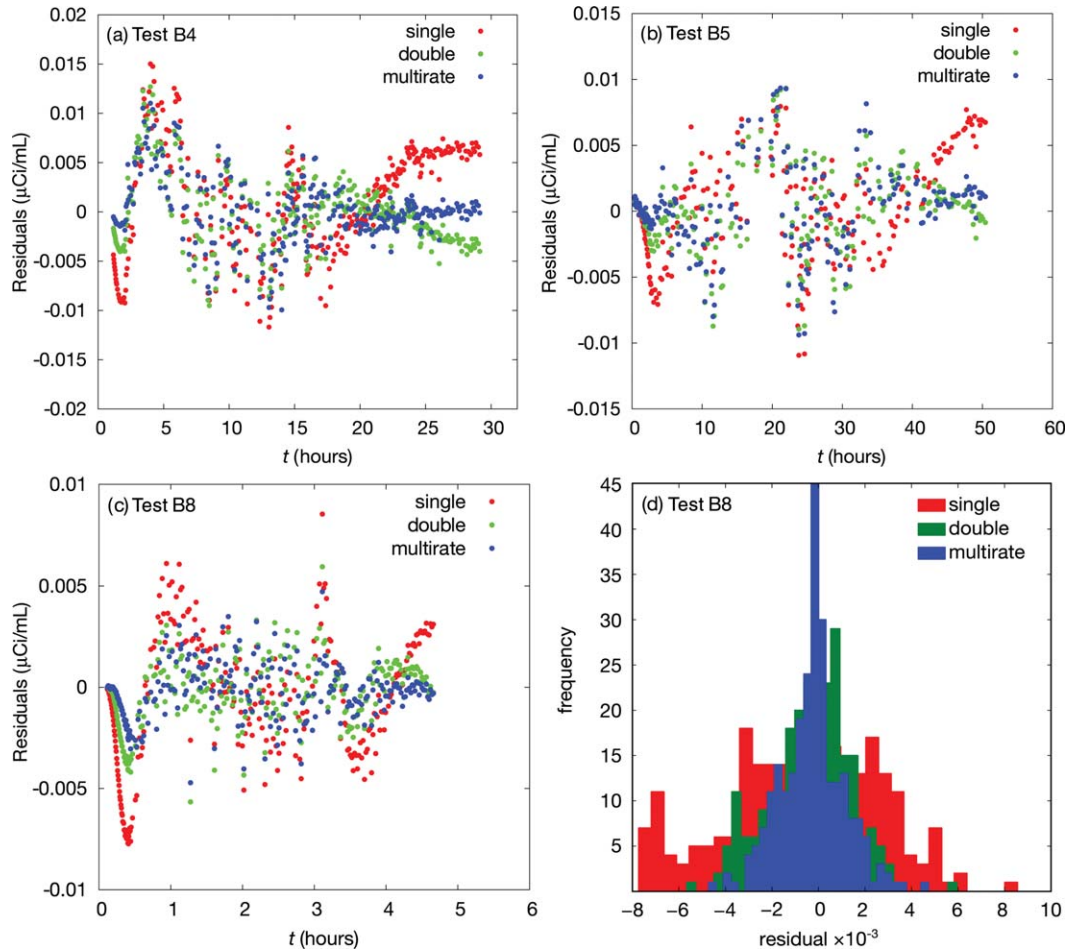 (a) Test B4
single
double
multirate
0.02
0.015
0.01
0.005
0
-0.005
-0.01
-0.015
-0.02
Residuals (μCi/mL)
0 5 10 15 20 25 30
t (hours)
(b) Test B5
single
double
multirate
0.015
0.01
0.005
0
-0.005
-0.01
-0.015
Residuals (μCi/mL)
0 10 20 30 40 50 60
t (hours)
(c) Test B8
single
double
multirate
0.01
0.005
0
-0.005
-0.01
Residuals (μCi/mL)
0 1 2 3 4 5 6
t (hours)
(d) Test B8
single
double
multirate
45
40
35
30
25
20
15
10
5
frequency
−8 −6 −4 −2 0 2 4 6 8 10
residual ×10⁻³